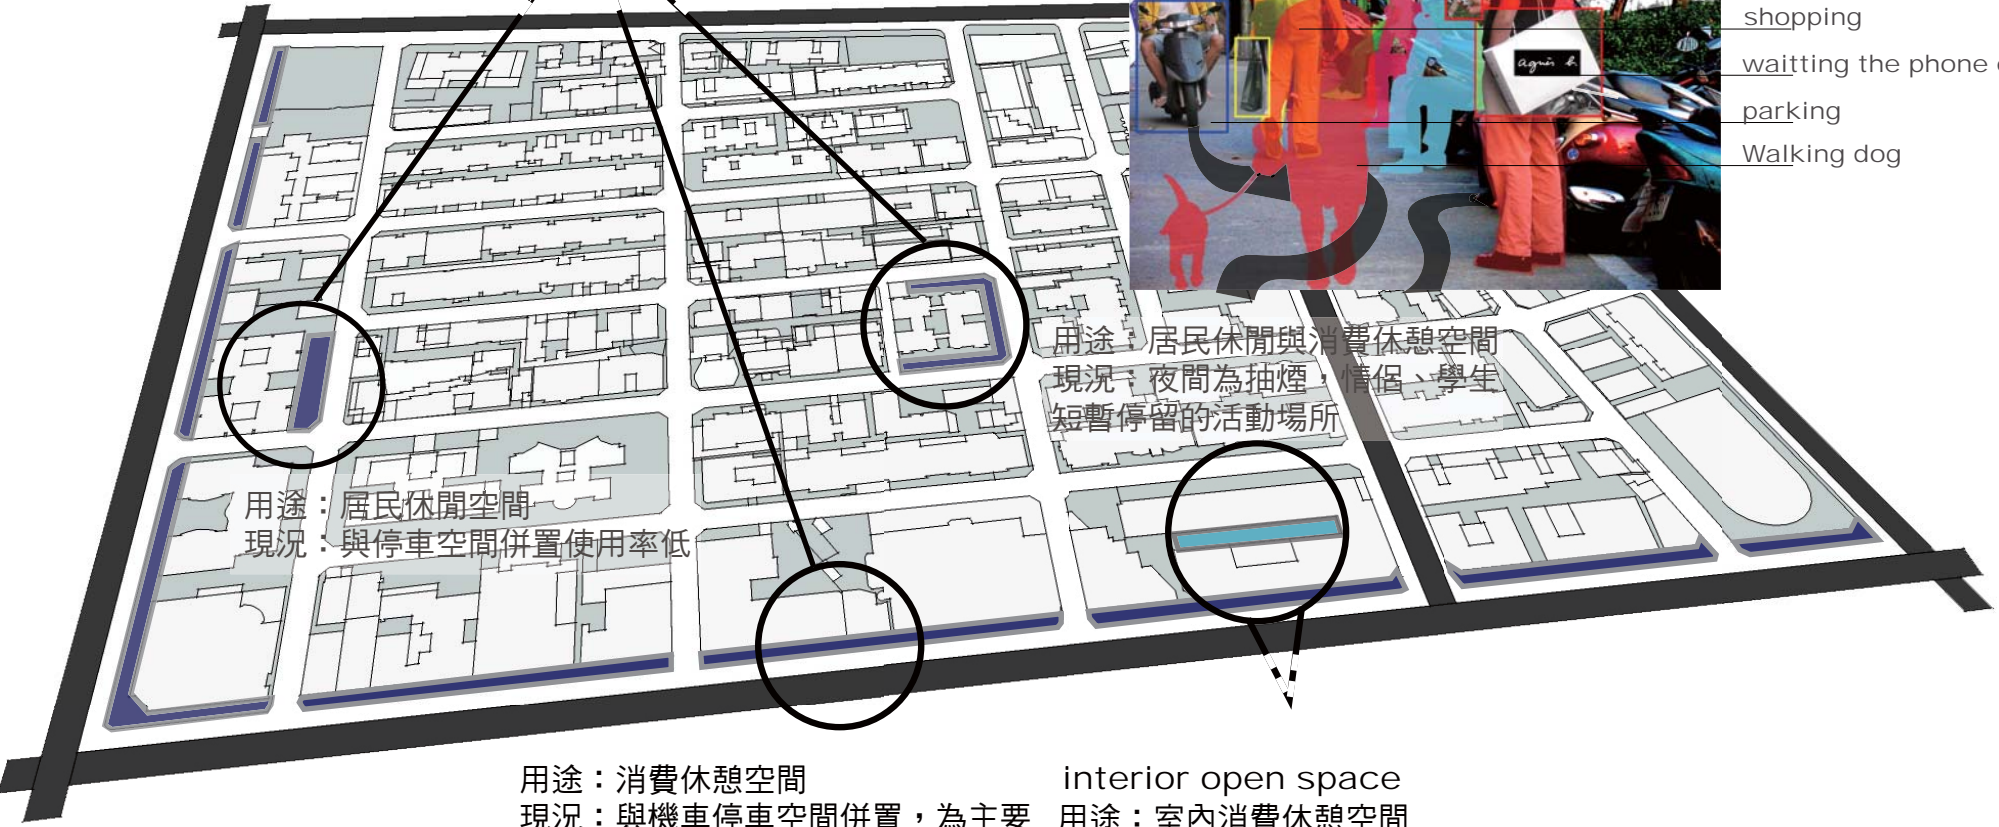 shopping
waitting the phone
parking
Walking dog
agnès b.
用途：居民休閒與消費休憩空間
現況：夜間為抽煙，情侶、學生
短暫停留的活動場所
用途：居民休閒空間
現況：與停車空間併置使用率低
用途：消費休憩空間
現況：與機車停車空間併置，為主要
interior open space
用途：室內消費休憩空間